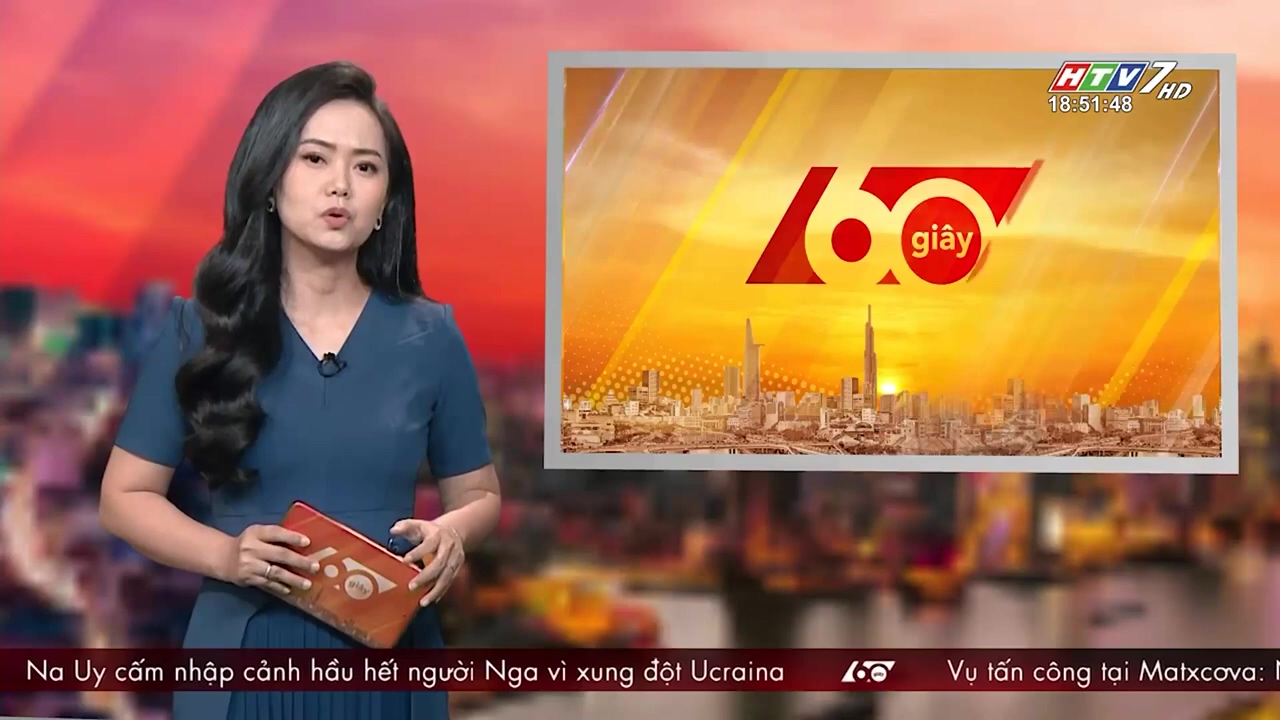 HTV7 HD
18:51:48
60 giây
60 giây
Na Uy cấm nhập cảnh hầu hết người Nga vì xung đột Ucraina
60 giây
Vụ tấn công tại Matxcova: